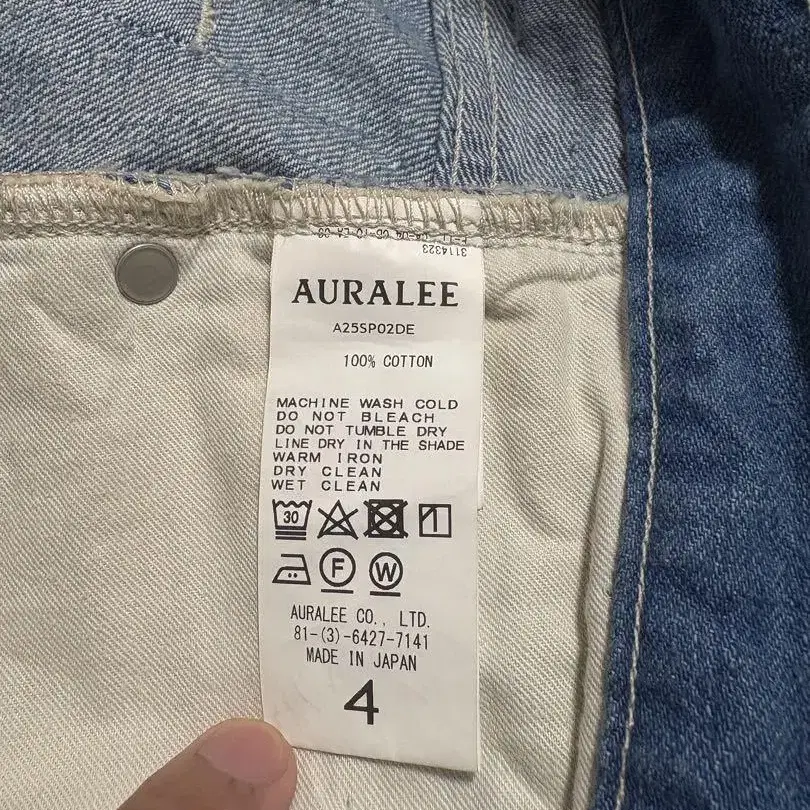 3114323
AURALEE
A25SP02DE
100% COTTON
MACHINE WASH COLD
DO NOT BLEACH
DO NOT TUMBLE DRY
LINE DRY IN THE SHADE
WARM IRON
DRY CLEAN
WET CLEAN
30
F W
AURALEE CO., LTD.
81-(3)-6427-7141
MADE IN JAPAN
4